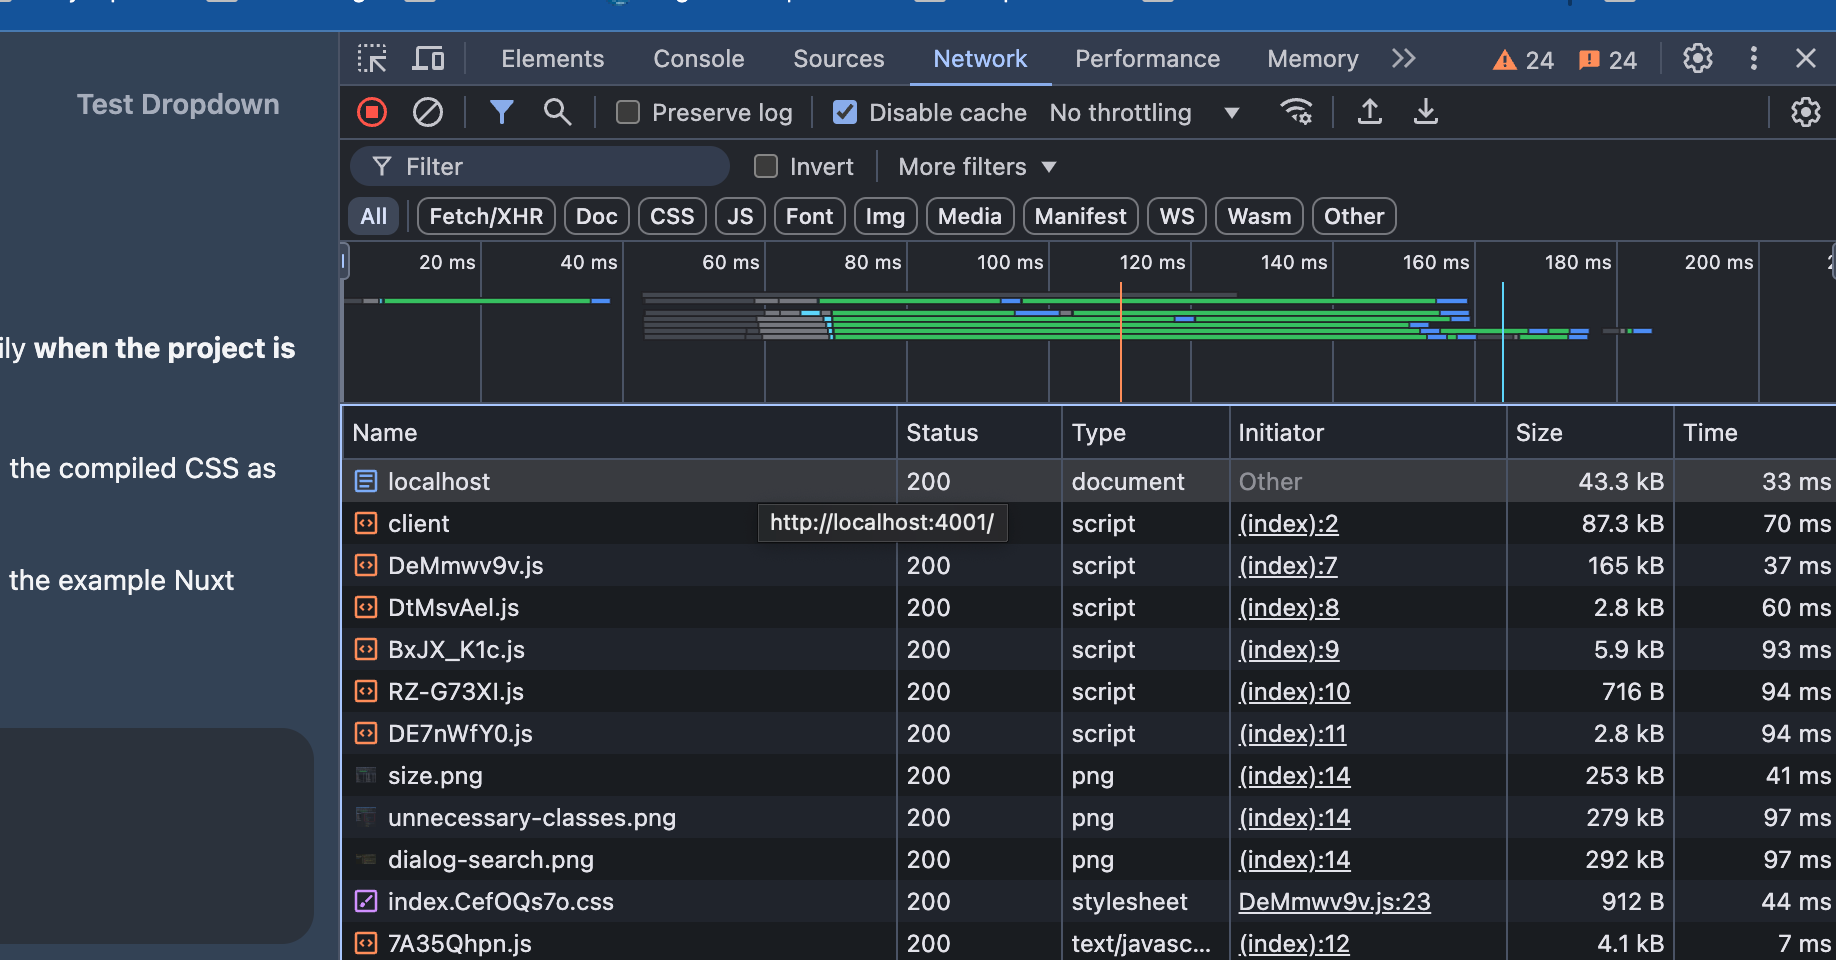 Test Dropdown
ily when the project is
the compiled CSS as
the example Nuxt
Elements Console Sources Network Performance Memory 24 24
Preserve log Disable cache No throttling
Filter Invert More filters
All Fetch/XHR Doc CSS JS Font Img Media Manifest WS Wasm Other
20 ms 40 ms 60 ms 80 ms 100 ms 120 ms 140 ms 160 ms 180 ms 200 ms
Name Status Type Initiator Size Time
localhost 200 document Other 43.3 kB 33 ms
client http://localhost:4001/ script (index):2 87.3 kB 70 ms
DeMmwv9v.js 200 script (index):7 165 kB 37 ms
DtMsvAel.js 200 script (index):8 2.8 kB 60 ms
BxJX_K1c.js 200 script (index):9 5.9 kB 93 ms
RZ-G73XI.js 200 script (index):10 716 B 94 ms
DE7nWfY0.js 200 script (index):11 2.8 kB 94 ms
size.png 200 png (index):14 253 kB 41 ms
unnecessary-classes.png 200 png (index):14 279 kB 97 ms
dialog-search.png 200 png (index):14 292 kB 97 ms
index.CefOQs7o.css 200 stylesheet DeMmwv9v.js:23 912 B 44 ms
7A35Qhpn.js 200 text/javasc... (index):12 4.1 kB 7 ms